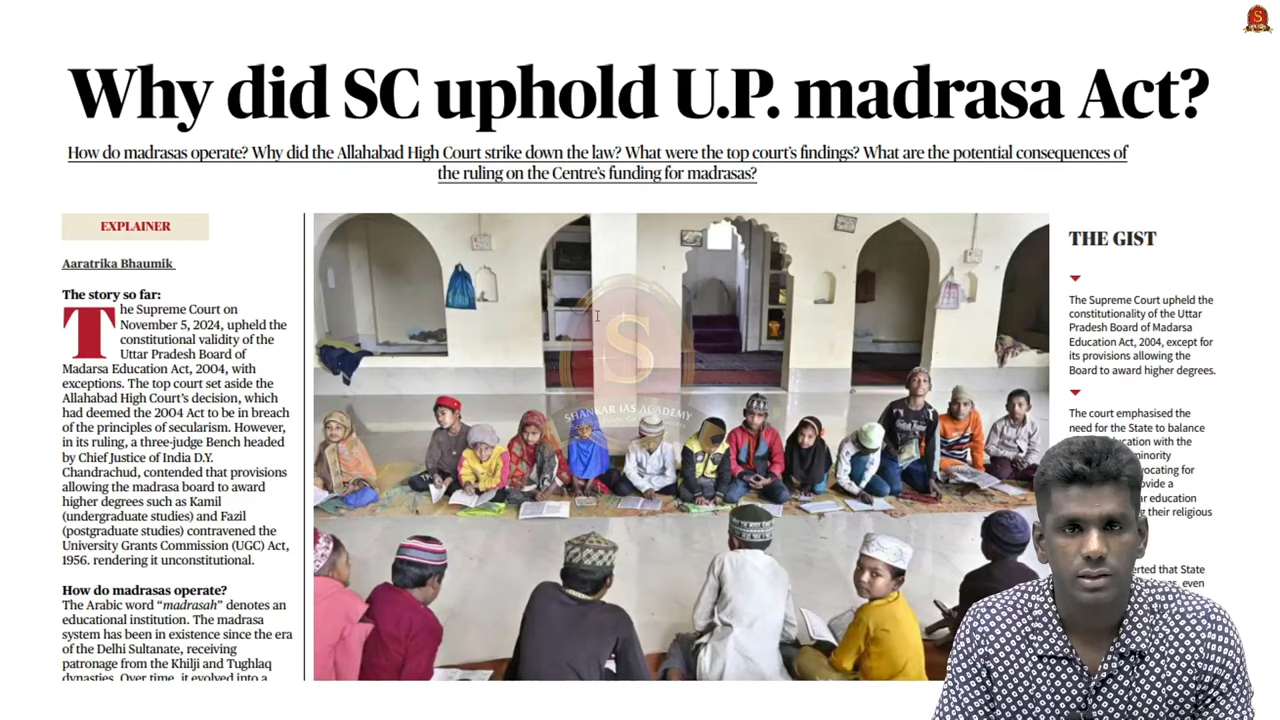 Why did SC uphold U.P. madrasa Act?
How do madrasas operate? Why did the Allahabad High Court strike down the law? What were the top court's findings? What are the potential consequences of
the ruling on the Centre's funding for madrasas?
EXPLAINER
Aaratrika Bhaumik
The story so far:
The Supreme Court on
November 5, 2024, upheld the
constitutional validity of the
Uttar Pradesh Board of
Madarsa Education Act, 2004, with
exceptions. The top court set aside the
Allahabad High Court's decision, which
had deemed the 2004 Act to be in breach
of the principles of secularism. However,
in its ruling, a three-judge Bench headed
by Chief Justice of India D.Y.
Chandrachud, contended that provisions
allowing the madrasa board to award
higher degrees such as Kamil
(undergraduate studies) and Fazil
(postgraduate studies) contravened the
University Grants Commission (UGC) Act,
1956. rendering it unconstitutional.
How do madrasas operate?
The Arabic word “madrasah” denotes an
educational institution. The madrasa
system has been in existence since the era
of the Delhi Sultanate, receiving
patronage from the Khilji and Tughlaq
dynasties. Over time, it evolved into a
S
SHANKAR IAS ACADEMY
THE GIST
The Supreme Court upheld the
constitutionality of the Uttar
Pradesh Board of Madarsa
Education Act, 2004, except for
its provisions allowing the
Board to award higher degrees.
The court emphasised the
need for the State to balance
with the
for
a
education
their religious
that State
even
S